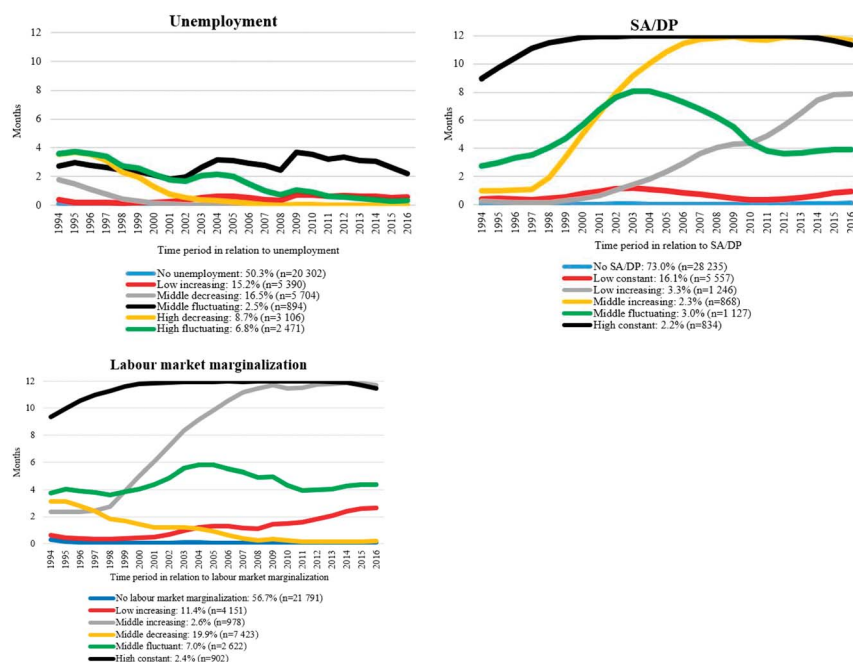 Unemployment
12
10
8
6
4
2
0
Months
1994 1995 1996 1997 1998 1999 2000 2001 2002 2003 2004 2005 2006 2007 2008 2009 2010 2011 2012 2013 2014 2015 2016
Time period in relation to unemployment
No unemployment: 50.3% (n=20 302)
Low increasing: 15.2% (n=5 390)
Middle decreasing: 16.5% (n=5 704)
Middle fluctuating: 2.5% (n=894)
High decreasing: 8.7% (n=3 106)
High fluctuating: 6.8% (n=2 471)
SA/DP
12
10
8
6
4
2
0
Months
1994 1995 1996 1997 1998 1999 2000 2001 2002 2003 2004 2005 2006 2007 2008 2009 2010 2011 2012 2013 2014 2015 2016
Time period in relation to SA/DP
No SA/DP: 73.0% (n=28 235)
Low constant: 16.1% (n=5 557)
Low increasing: 3.3% (n=1 246)
Middle increasing: 2.3% (n=868)
Middle fluctuating: 3.0% (n=1 127)
High constant: 2.2% (n=834)
Labour market marginalization
12
10
8
6
4
2
0
Months
1994 1995 1996 1997 1998 1999 2000 2001 2002 2003 2004 2005 2006 2007 2008 2009 2010 2011 2012 2013 2014 2015 2016
Time period in relation to labour market marginalization
No labour market marginalization: 56.7% (n=21 791)
Low increasing: 11.4% (n=4 151)
Middle increasing: 2.6% (n=978)
Middle decreasing: 19.9% (n=7 423)
Middle fluctuant: 7.0% (n=2 622)
High constant: 2.4% (n=902)